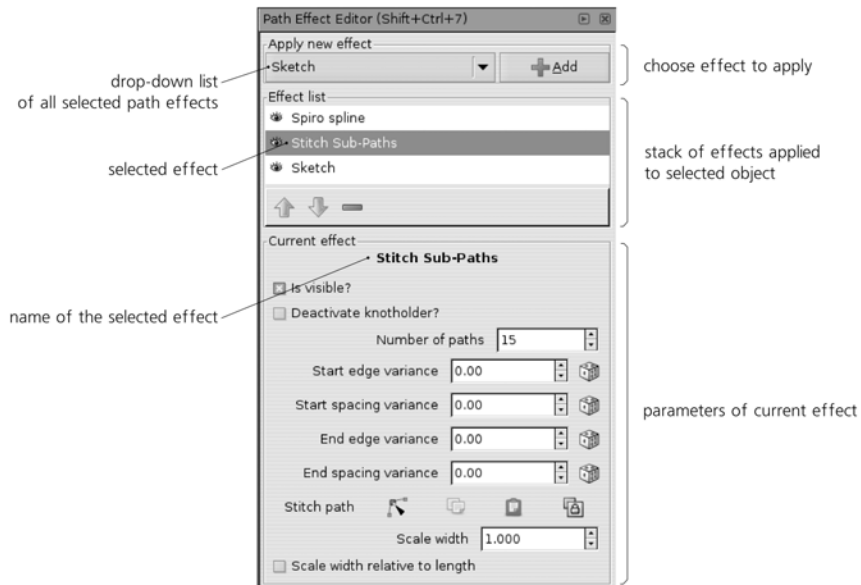 Path Effect Editor (Shift+Ctrl+7)
Apply new effect
Sketch
Add
choose effect to apply
drop-down list
of all selected path effects
Effect list
Spiro spline
Stitch Sub-Paths
selected effect
Sketch
stack of effects applied
to selected object
Current effect
Stitch Sub-Paths
Is visible?
name of the selected effect
Deactivate knotholder?
Number of paths 15
Start edge variance 0.00
Start spacing variance 0.00
parameters of current effect
End edge variance 0.00
End spacing variance 0.00
Stitch path
Scale width 1.000
Scale width relative to length